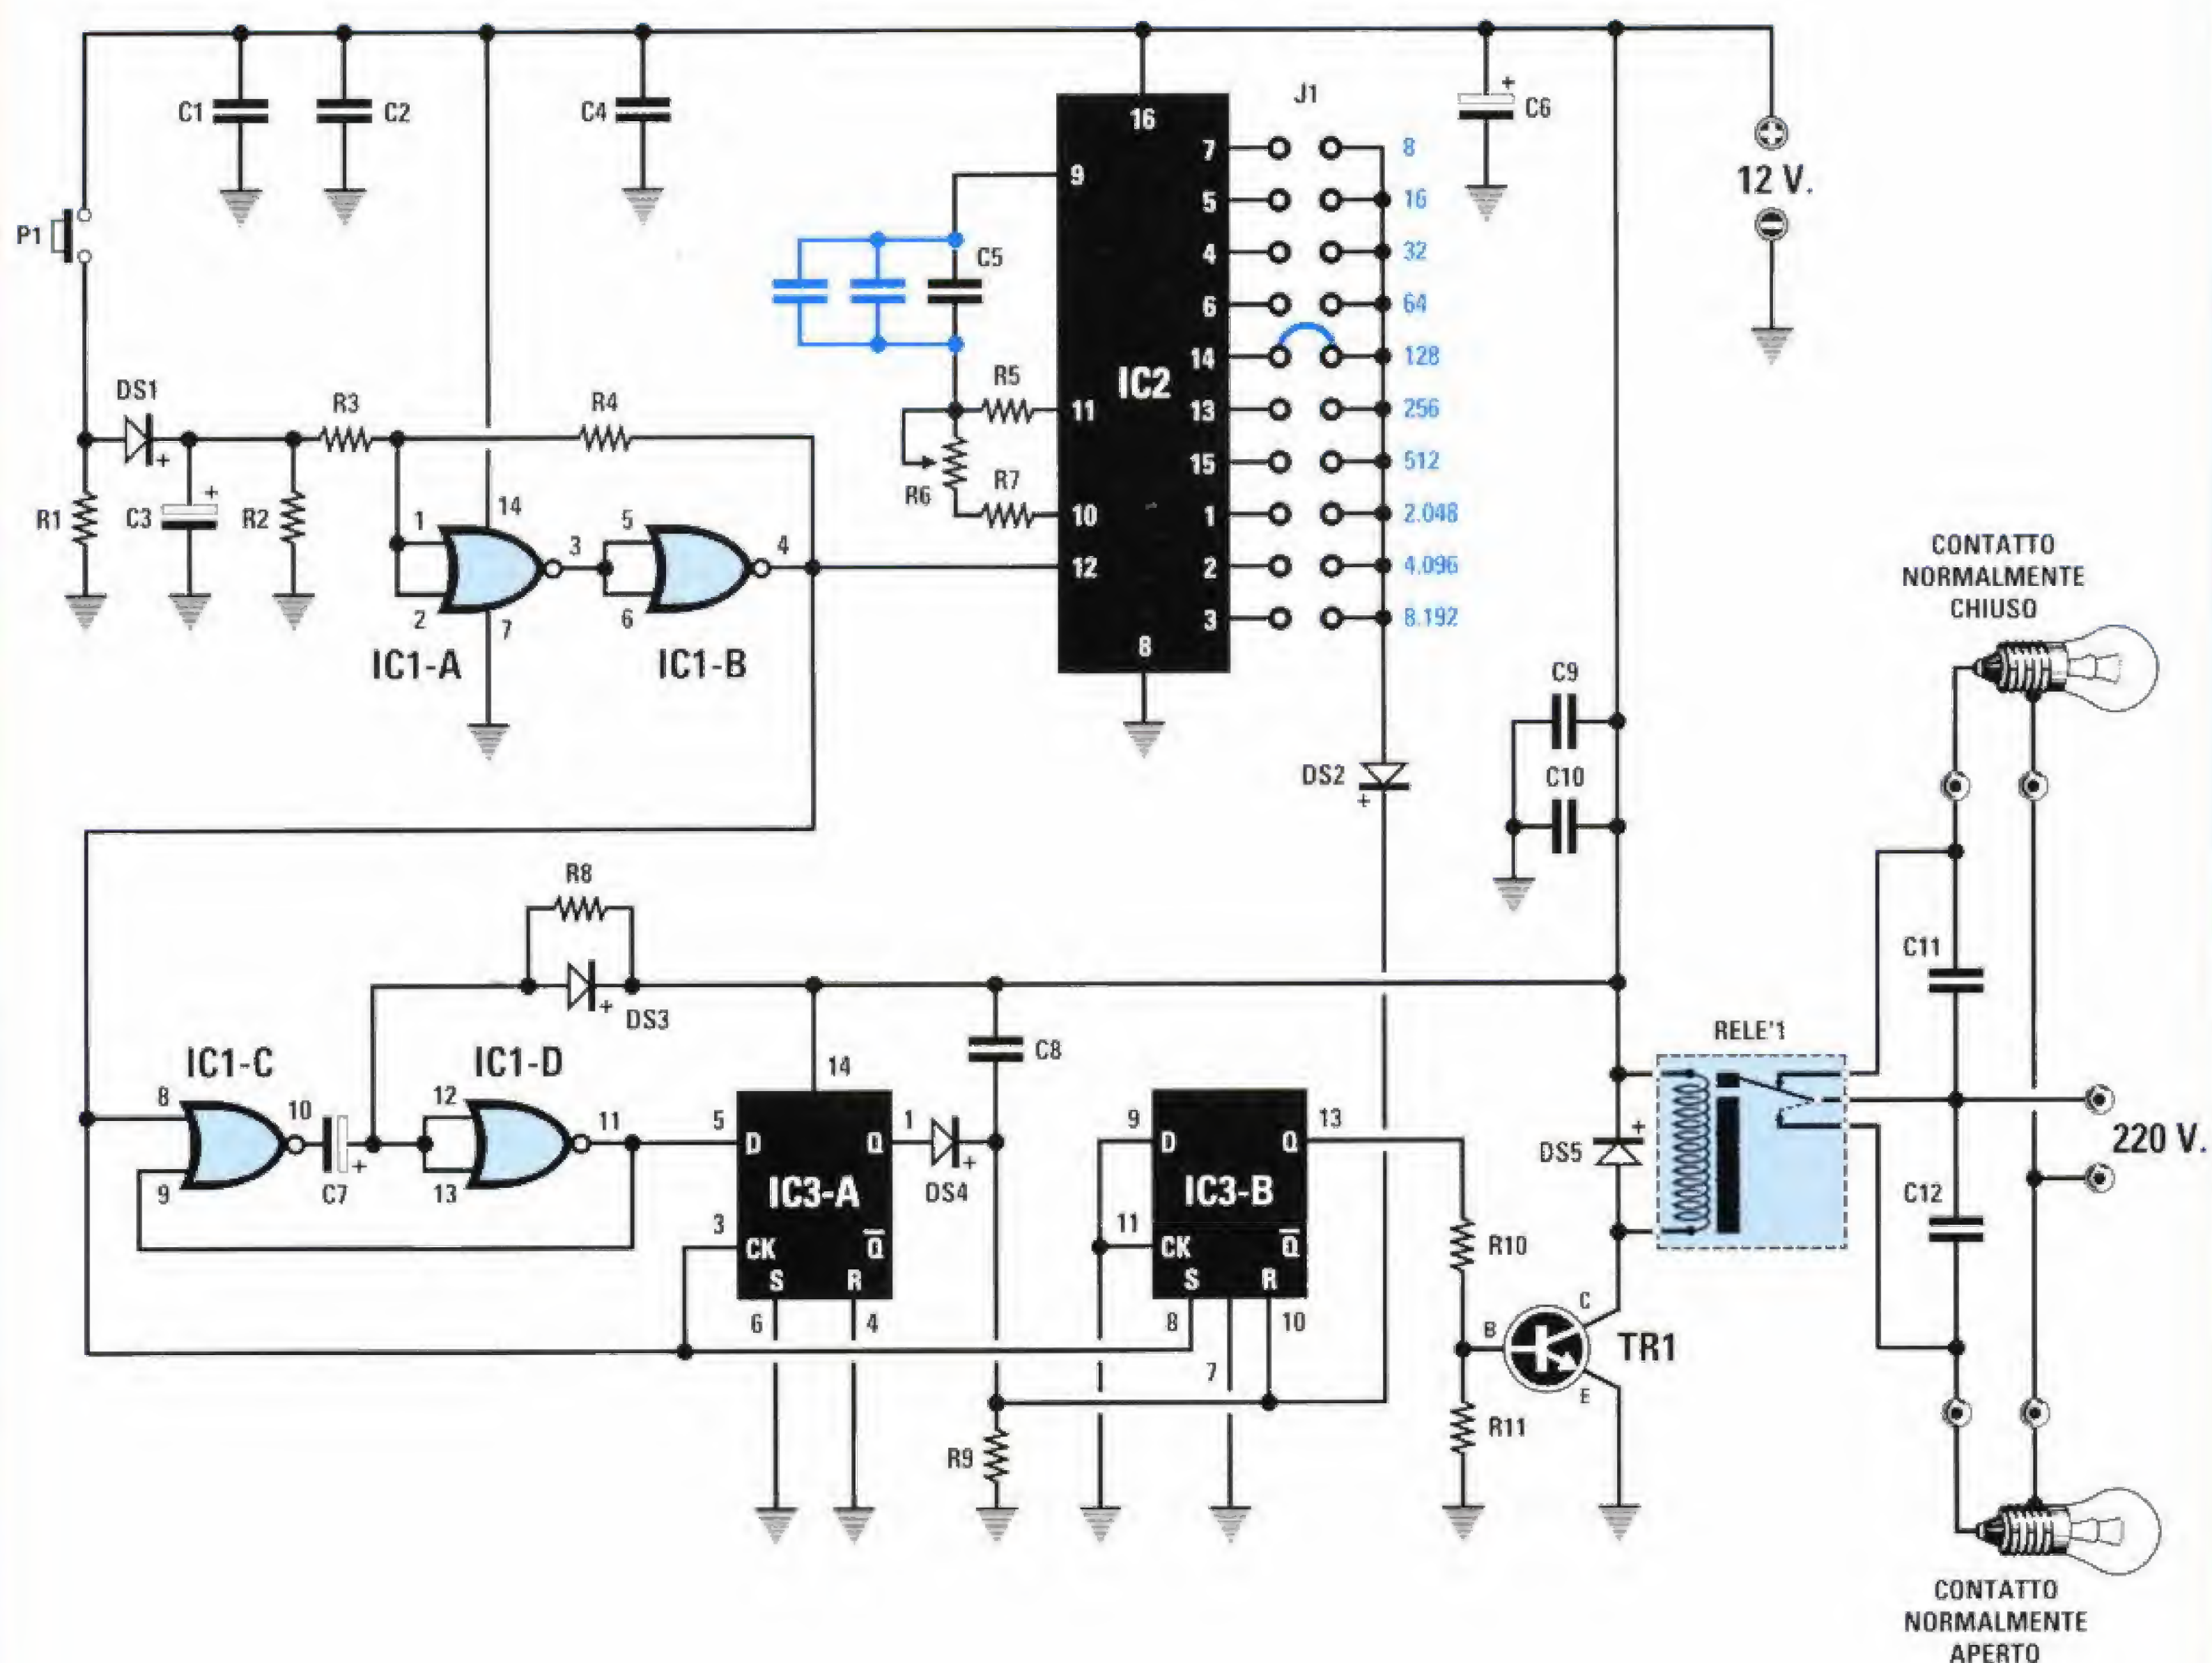 C1
C2
C4
16
J1
C6
7
8
9
5
16
12 V.
P1
4
32
C5
6
64
14
128
IC2
DS1
R3
R4
R5
11
13
256
15
512
R6
R7
10
1
2.048
R1
C3
R2
1
14
3
5
4
12
2
4.096
2
7
6
3
8.192
IC1-A
IC1-B
8
CONTATTO
NORMALMENTE
CHIUSO
C9
DS2
C10
R8
DS3
C11
RELE'1
IC1-C
IC1-D
C8
14
8
10
12
11
5
D
Q
1
9
D
Q
13
DS5
220 V.
9
C7
13
IC3-A
DS4
IC3-B
C12
3
CK
Q
11
CK
Q
R10
S
R
S
R
6
4
8
10
C
B
TR1
7
E
R9
R11
CONTATTO
NORMALMENTE
APERTO